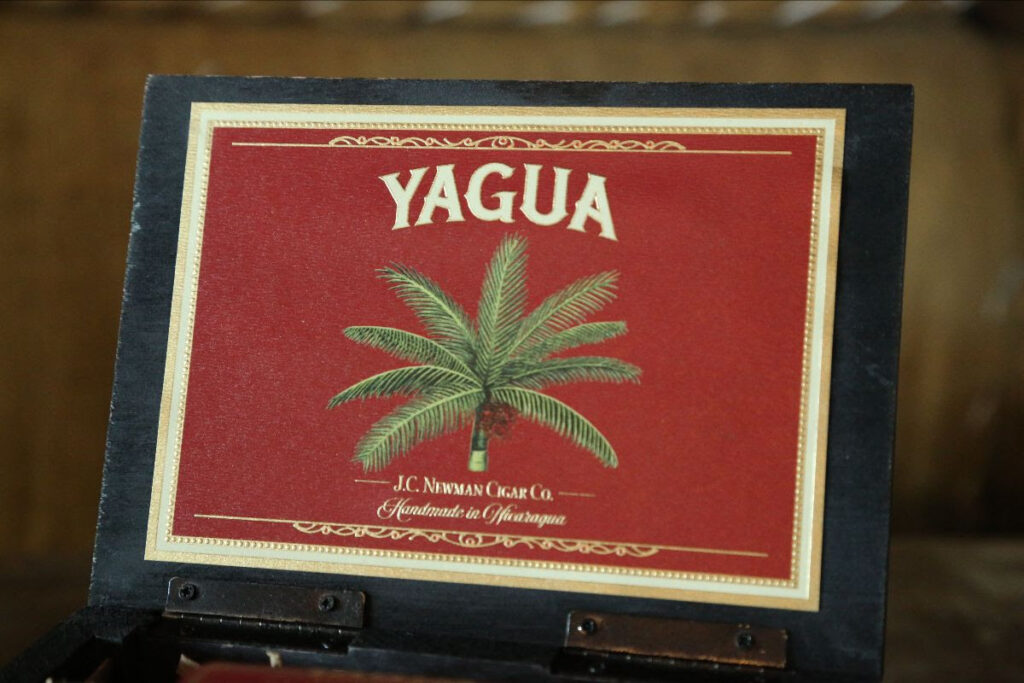 YAGUA
J.C. Newman Cigar Co.
Handmade in Nicaragua